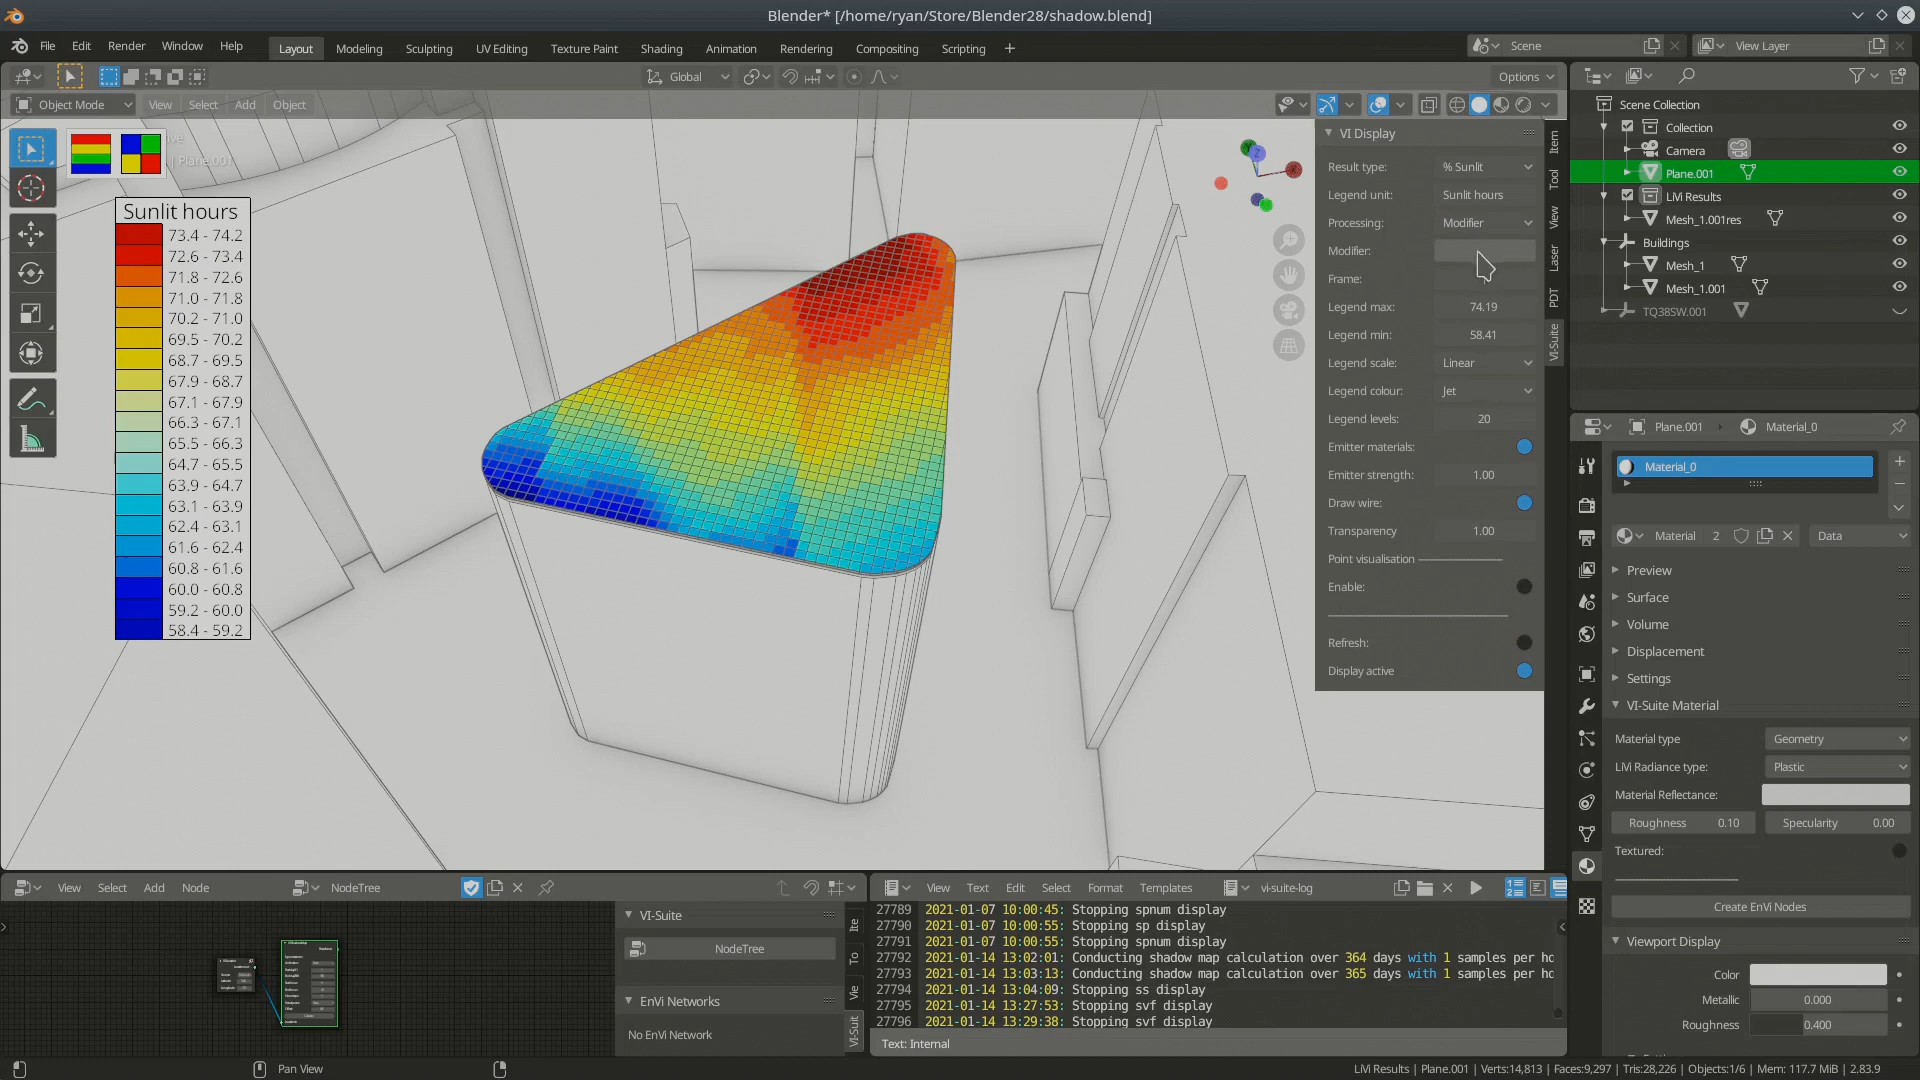 Blender* [/home/ryan/Store/Blender28/shadow.blend]
File Edit Render Window Help Layout Modeling Sculpting UV Editing Texture Paint Shading Animation Rendering Compositing Scripting + Scene View Layer
Global Options
Object Mode View Select Add Object
| Plane.001
Sunlit hours
73.4 - 74.2
72.6 - 73.4
71.8 - 72.6
71.0 - 71.8
70.2 - 71.0
69.5 - 70.2
68.7 - 69.5
67.9 - 68.7
67.1 - 67.9
66.3 - 67.1
65.5 - 66.3
64.7 - 65.5
63.9 - 64.7
63.1 - 63.9
62.4 - 63.1
61.6 - 62.4
60.8 - 61.6
60.0 - 60.8
59.2 - 60.0
58.4 - 59.2
VI Display
Result type: % Sunlit
Legend unit: Sunlit hours
Processing: Modifier
Modifier:
Frame:
Legend max: 74.19
Legend min: 58.41
Legend scale: Linear
Legend colour: Jet
Legend levels: 20
Emitter materials:
Emitter strength: 1.00
Draw wire:
Transparency 1.00
Point visualisation
Enable:
Refresh:
Display active
Item
Tool
View
Laser
PDT
VI-Suite
Scene Collection
Collection
Camera
Plane.001
LiVi Results
Mesh_1.001res
Buildings
Mesh_1
Mesh_1.001
TQ38SW.001
Plane.001 Material_0
Material_0
Material 2 Data
Preview
Surface
Volume
Displacement
Settings
VI-Suite Material
Material type Geometry
LiVi Radiance type: Plastic
Material Reflectance:
Roughness 0.10 Specularity 0.00
Textured:
Create EnVi Nodes
Viewport Display
Color
Metallic 0.000
Roughness 0.400
View Select Add Node NodeTree
VI-Suite
NodeTree
EnVi Networks
No EnVi Network
Ite
To
Vie
VI-Suit
View Text Edit Select Format Templates vi-suite-log
27789 2021-01-07 10:00:45: Stopping spnum display
27790 2021-01-07 10:00:55: Stopping sp display
27791 2021-01-07 10:00:55: Stopping spnum display
27792 2021-01-14 13:02:01: Conducting shadow map calculation over 364 days with 1 samples per ho
27793 2021-01-14 13:03:13: Conducting shadow map calculation over 365 days with 1 samples per ho
27794 2021-01-14 13:04:09: Stopping ss display
27795 2021-01-14 13:27:53: Stopping svf display
27796 2021-01-14 13:29:38: Stopping svf display
Text: Internal
Pan View
LiVi Results | Plane.001 | Verts:14,813 | Faces:9,297 | Tris:28,226 | Objects:1/6 | Mem: 117.7 MiB | 2.83.9